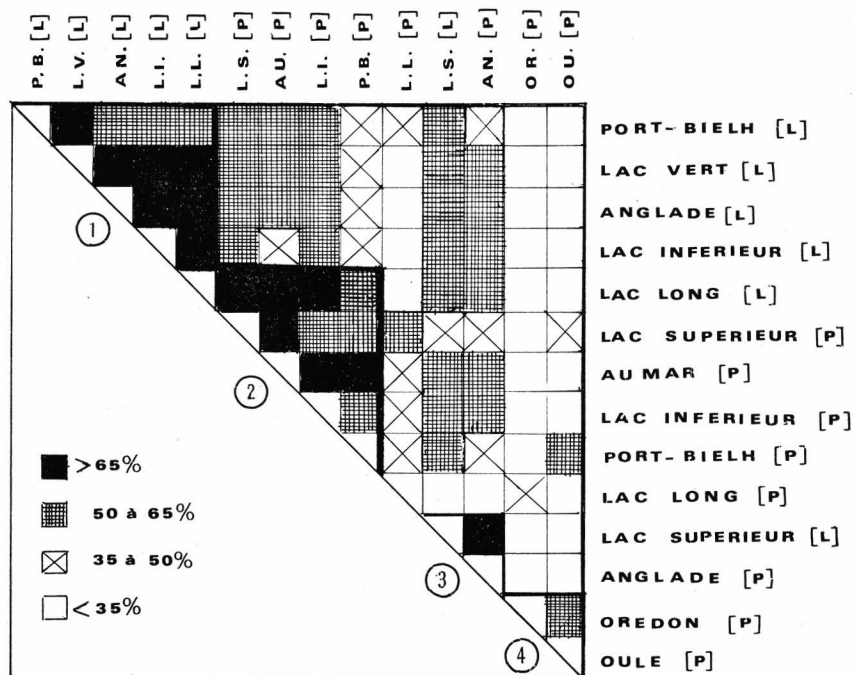 P.B. [L]
L.V. [L]
AN. [L]
L.I. [L]
L.L. [L]
L.S. [P]
AU. [P]
L.I. [P]
P.B. [P]
L.L. [P]
L.S. [L]
AN. [P]
OR. [P]
OU. [P]
PORT-BIELH [L]
LAC VERT [L]
ANGLADE [L]
LAC INFERIEUR [L]
LAC LONG [L]
LAC SUPERIEUR [P]
AUMAR [P]
LAC INFERIEUR [P]
PORT-BIELH [P]
LAC LONG [P]
LAC SUPERIEUR [L]
ANGLADE [P]
OREDON [P]
OULE [P]
1
2
3
4
>65%
50 à 65%
35 à 50%
<35%